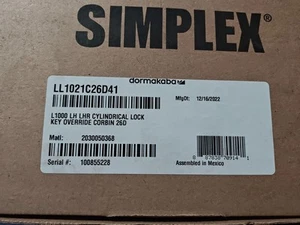 SIMPLEX®
dormakaba
LL1021C26D41
MfgDt: 12/16/2022
L1000 LH LHR CYLINDRICAL LOCK
KEY OVERRIDE CORBIN 26D
Matl: 2030050368
Serial #: 100855228
Assembled in Mexico